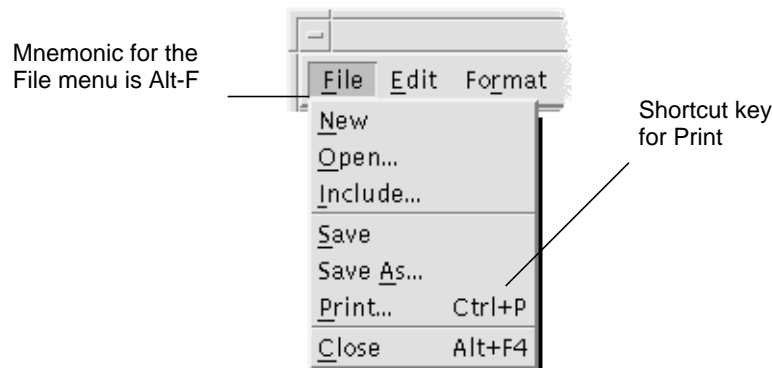 Mnemonic for the
File menu is Alt-F
File Edit Format
New
Open...
Include...
Save
Save As...
Print... Ctrl+P
Close Alt+F4
Shortcut key
for Print